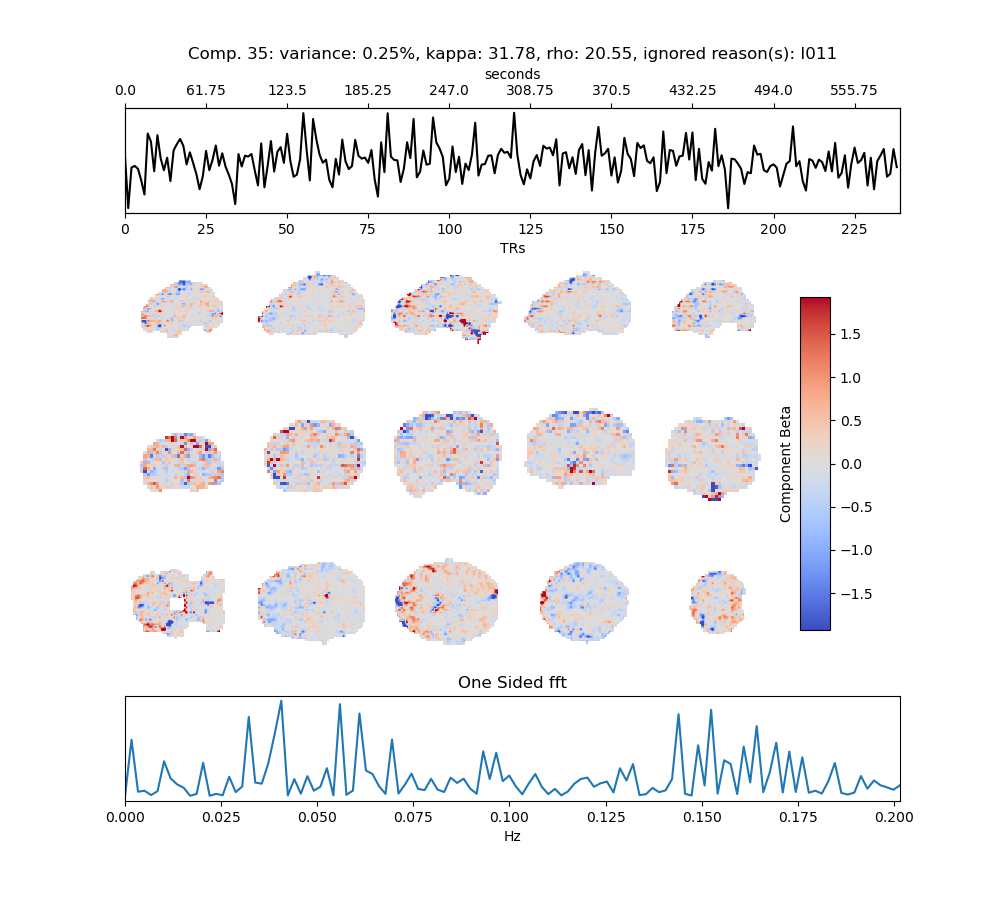 Comp. 35: variance: 0.25%, kappa: 31.78, rho: 20.55, ignored reason(s): I011
seconds
0.0 61.75 123.5 185.25 247.0 308.75 370.5 432.25 494.0 555.75
0 25 50 75 100 125 150 175 200 225
TRs
1.5
1.0
0.5
0.0
−0.5
−1.0
−1.5
Component Beta
One Sided fft
0.000 0.025 0.050 0.075 0.100 0.125 0.150 0.175 0.200
Hz